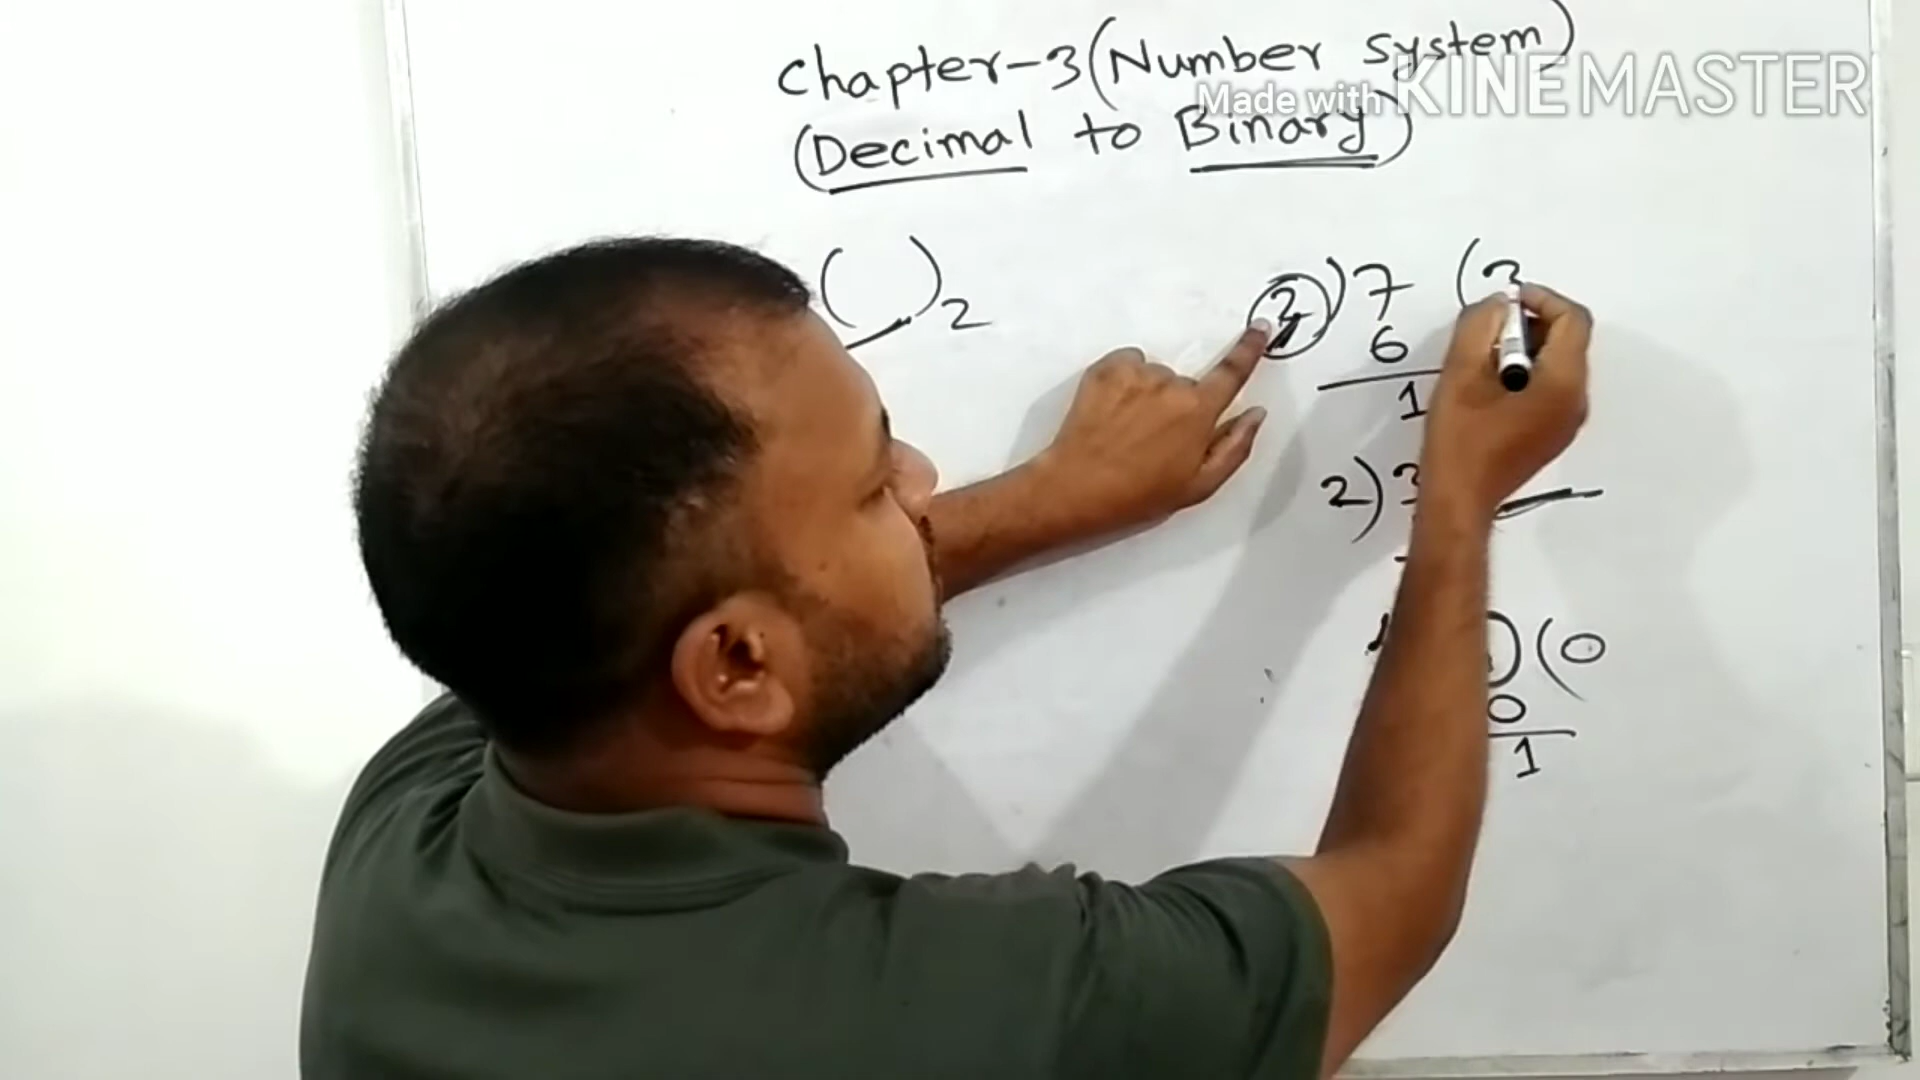 Chapter-3 (Number System)
Made with KINEMASTER
(Decimal to Binary)
( )2
2) 7 (3
6
1
2) 3
) (0
0
1